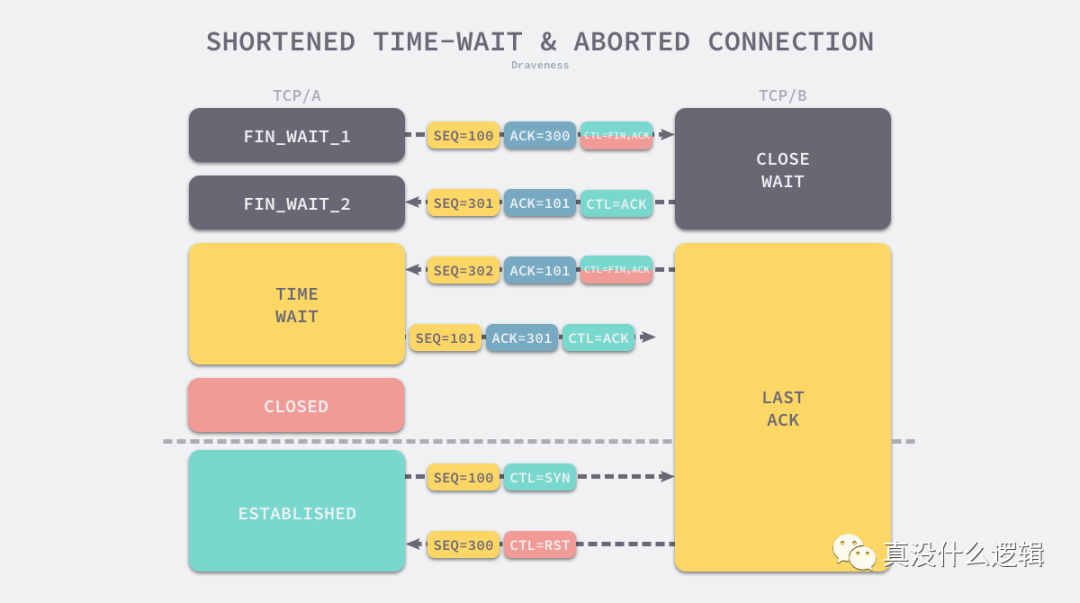 SHORTENED TIME-WAIT & ABORTED CONNECTION
Draveness
TCP/A
TCP/B
FIN_WAIT_1
SEQ=100
ACK=300
CTL=FIN,ACK
CLOSE
WAIT
FIN_WAIT_2
SEQ=301
ACK=101
CTL=ACK
TIME
WAIT
SEQ=302
ACK=101
CTL=FIN,ACK
SEQ=101
ACK=301
CTL=ACK
CLOSED
LAST
ACK
ESTABLISHED
SEQ=100
CTL=SYN
SEQ=300
CTL=RST
真没什么逻辑